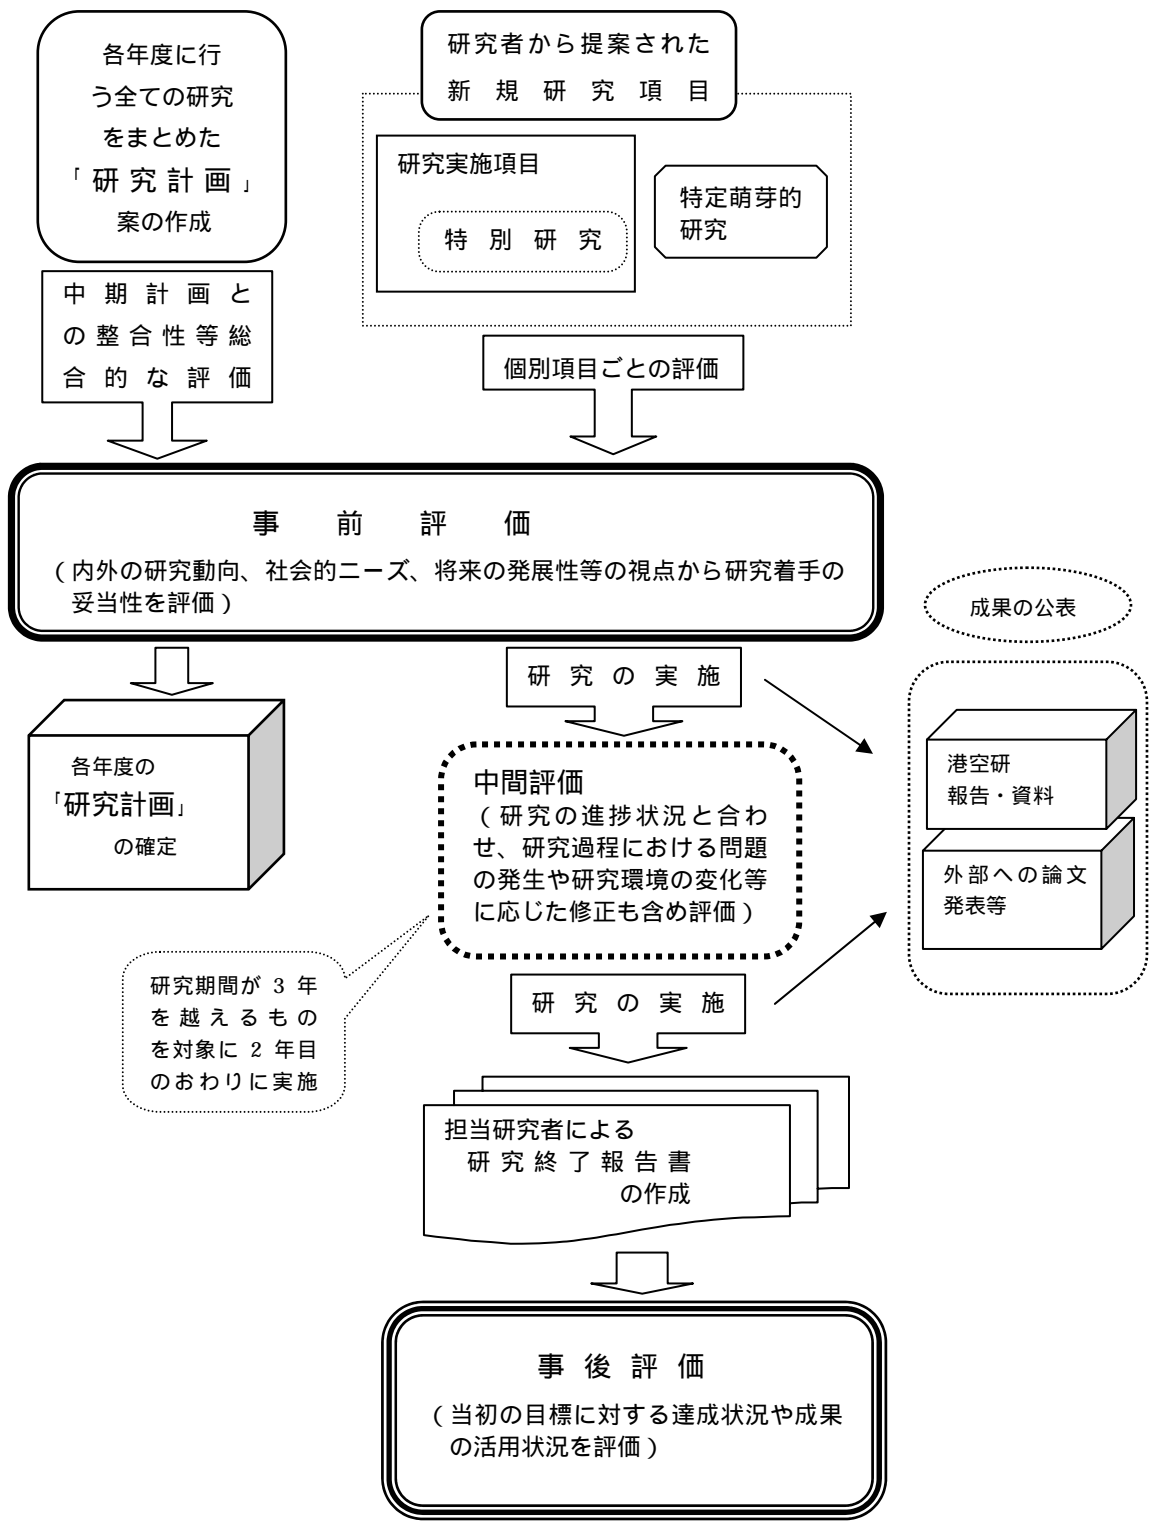 各年度に行
う全ての研究
をまとめた
「研究計画」
案の作成
研究者から提案された
新規研究項目
研究実施項目
特別研究
特定萌芽的
研究
中期計画と
の整合性等総
合的な評価
個別項目ごとの評価
事前評価
(内外の研究動向、社会的ニーズ、将来の発展性等の視点から研究着手の
妥当性を評価)
成果の公表
研究の実施
各年度の
「研究計画」
の確定
中間評価
(研究の進捗状況と合わ
せ、研究過程における問題
の発生や研究環境の変化等
に応じた修正も含め評価)
港空研
報告・資料
外部への論文
発表等
研究期間が 3 年
を越えるもの
を対象に 2 年目
のおわりに実施
研究の実施
担当研究者による
研究終了報告書
の作成
事後評価
(当初の目標に対する達成状況や成果
の活用状況を評価)